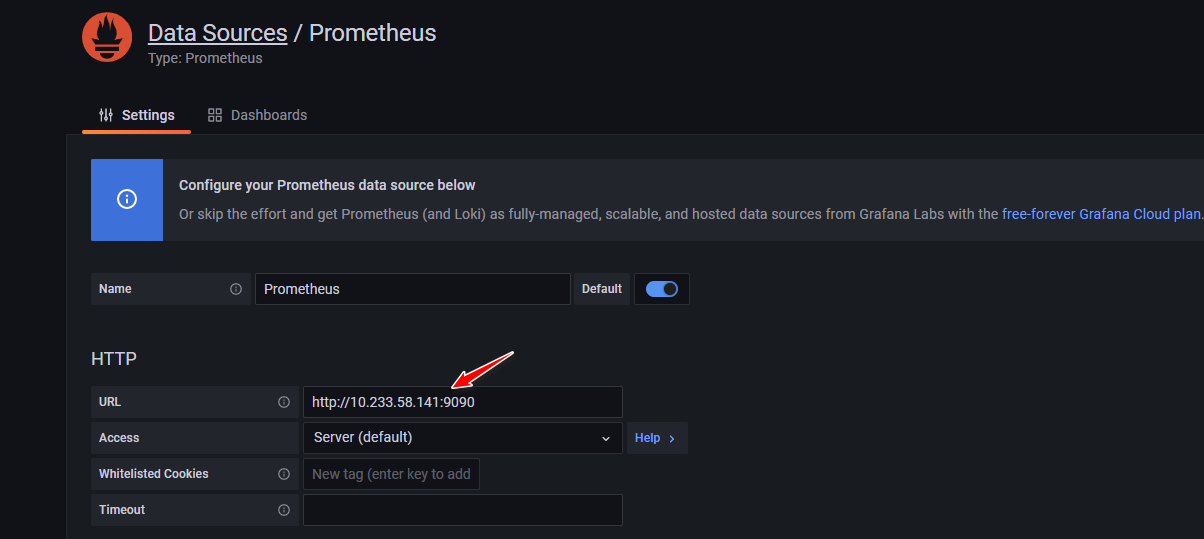 Data Sources / Prometheus
Type: Prometheus
Settings Dashboards
Configure your Prometheus data source below
Or skip the effort and get Prometheus (and Loki) as fully-managed, scalable, and hosted data sources from Grafana Labs with the free-forever Grafana Cloud plan.
Name Prometheus Default
HTTP
URL http://10.233.58.141:9090
Access Server (default) Help
Whitelisted Cookies New tag (enter key to add
Timeout